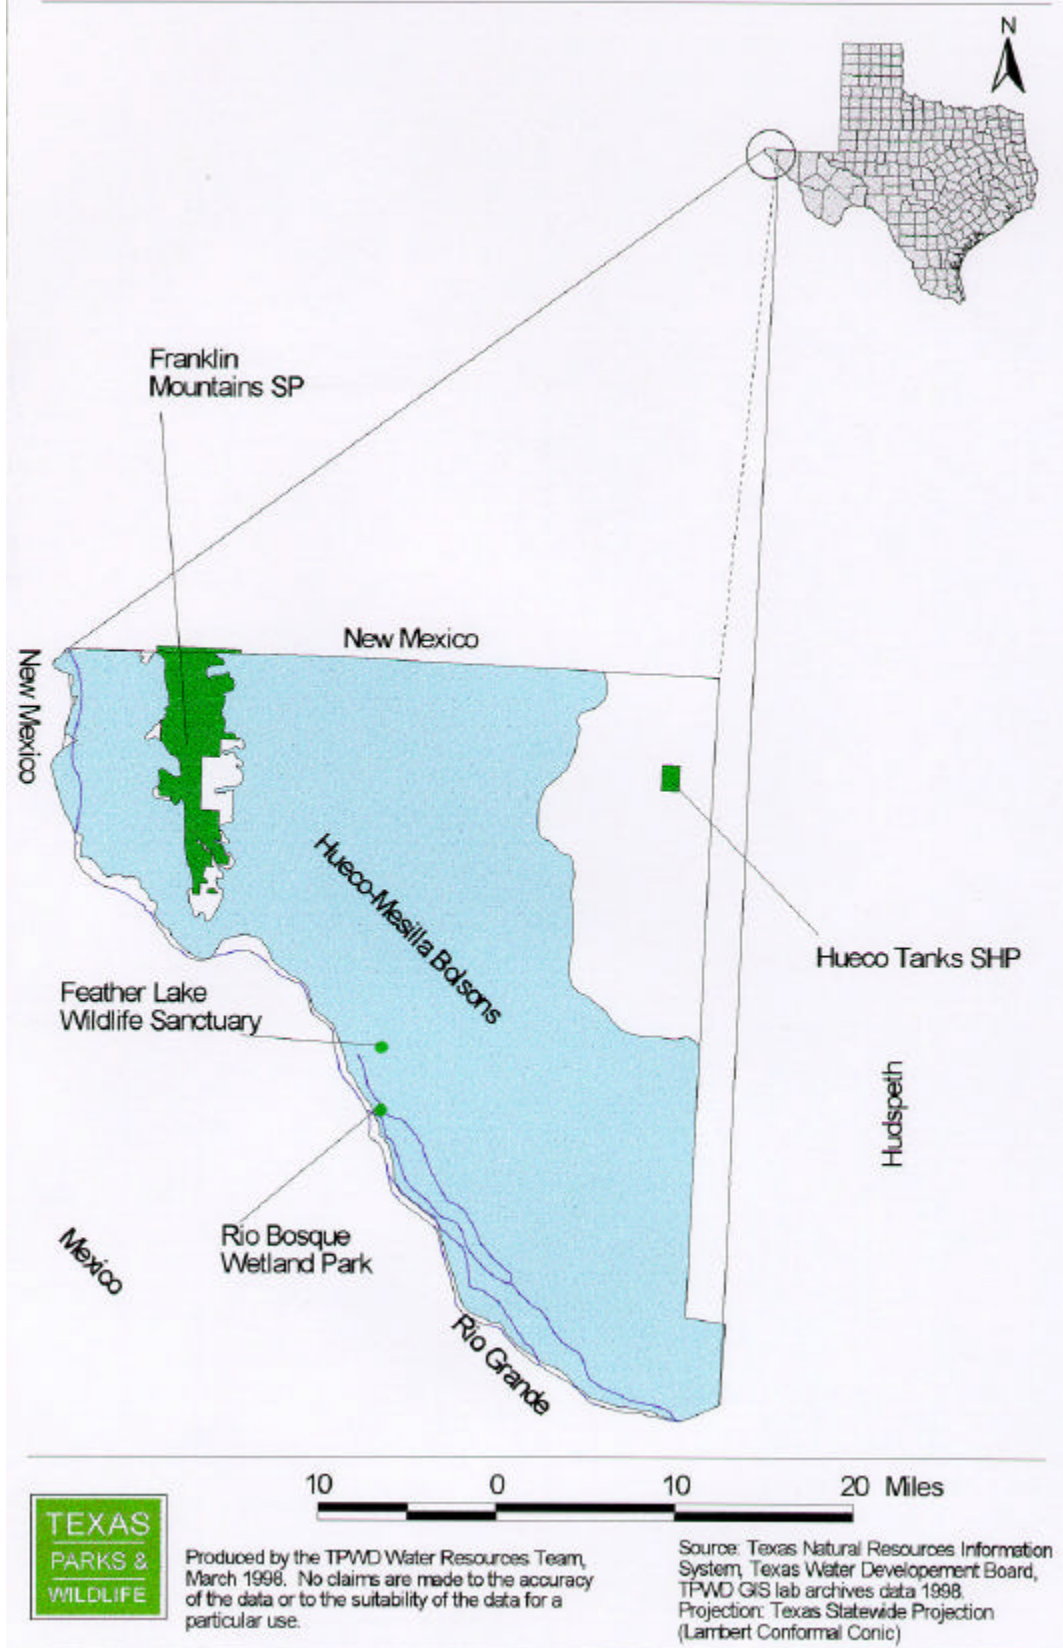 N
Franklin
Mountains SP
New Mexico
New Mexico
Hueco-Mesilla Bolsons
Hueco Tanks SHP
Feather Lake
Wildlife Sanctuary
Hudspeth
Rio Bosque
Wetland Park
Mexico
Rio Grande
10 0 10 20 Miles
TEXAS
PARKS &
WILDLIFE
Produced by the TPWD Water Resources Team,
March 1998. No claims are made to the accuracy
of the data or to the suitability of the data for a
particular use.
Source: Texas Natural Resources Information
System, Texas Water Developement Board,
TPWD GIS lab archives data 1998.
Projection: Texas Statewide Projection
(Lambert Conformal Conic)